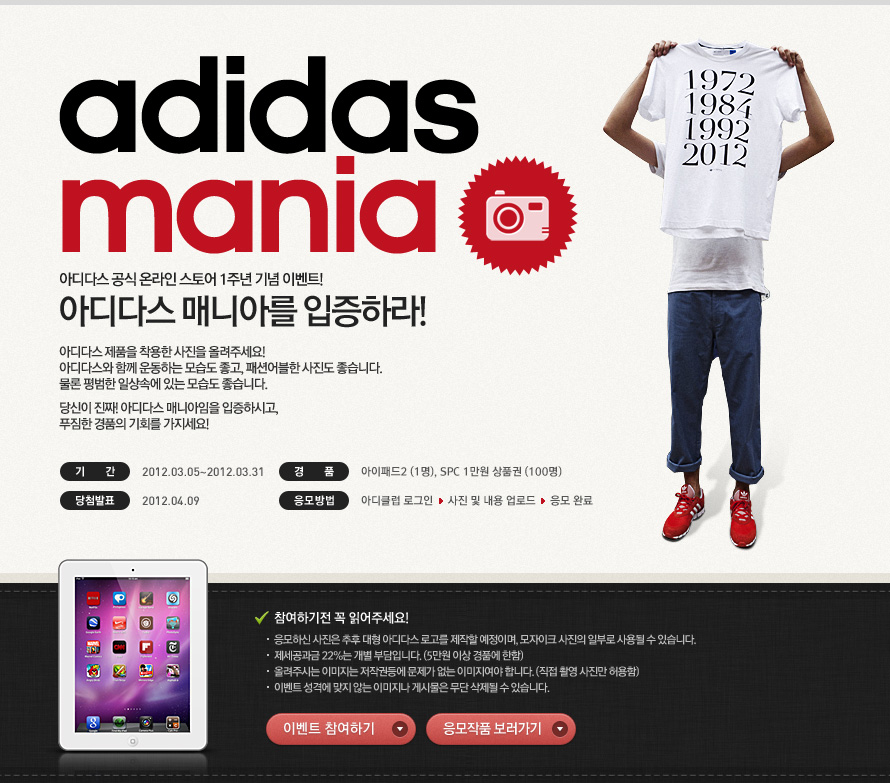 adidas
mania
아디다스 공식 온라인 스토어 1주년 기념 이벤트!
아디다스 매니아를 입증하라!
아디다스 제품을 착용한 사진을 올려주세요!
아디다스와 함께 운동하는 모습도 좋고, 패션어블한 사진도 좋습니다.
물론 평범한 일상속에 있는 모습도 좋습니다.
당신이 진짜! 아디다스 매니아임을 입증하시고,
푸짐한 경품의 기회를 가지세요!
기 간 2012.03.05~2012.03.31 경 품 아이패드2 (1명), SPC 1만원 상품권 (100명)
당첨발표 2012.04.09 응모방법 아디클럽 로그인 사진 및 내용 업로드 응모 완료
1972
1984
1992
2012
참여하기전 꼭 읽어주세요!
· 응모하신 사진은 추후 대형 아디다스 로고를 제작할 예정이며, 모자이크 사진의 일부로 사용될 수 있습니다.
· 제세공과금 22%는 개별 부담입니다. (5만원 이상 경품에 한함)
· 올려주시는 이미지는 저작권등에 문제가 없는 이미지여야 합니다. (직접 촬영 사진만 허용함)
· 이벤트 성격에 맞지 않는 이미지나 게시물은 무단 삭제될 수 있습니다.
이벤트 참여하기
응모작품 보러가기